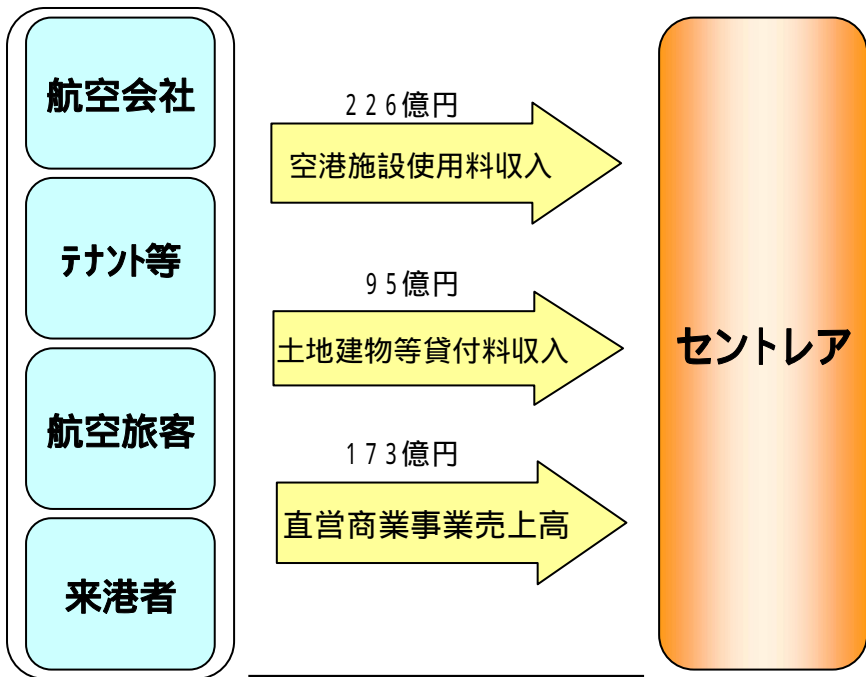 航空会社
テナント等
航空旅客
来港者
226億円
空港施設使用料収入
95億円
土地建物等貸付料収入
173億円
直営商業事業売上高
セントレア